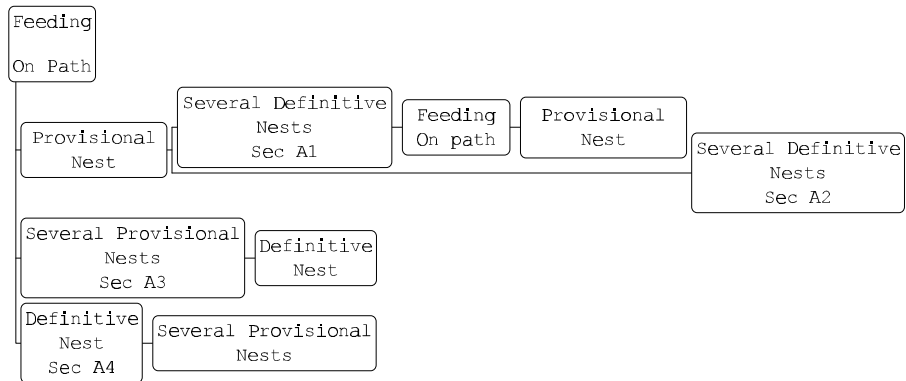 Feeding
On Path
Provisional
Nest
Several Definitive
Nests
Sec A1
Feeding
On path
Provisional
Nest
Several Definitive
Nests
Sec A2
Several Provisional
Nests
Sec A3
Definitive
Nest
Definitive
Nest
Sec A4
Several Provisional
Nests